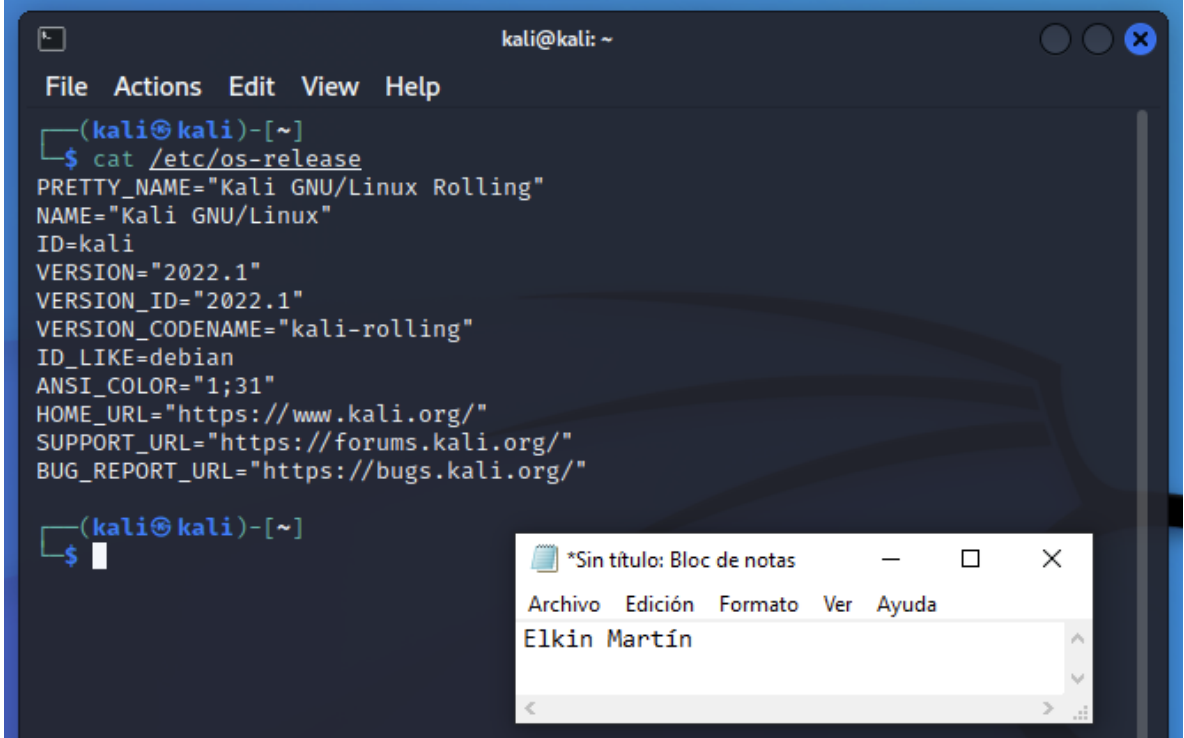 kali@kali: ~
File Actions Edit View Help
┌──(kali㉿kali)-[~]
└─$ cat /etc/os-release
PRETTY_NAME="Kali GNU/Linux Rolling"
NAME="Kali GNU/Linux"
ID=kali
VERSION="2022.1"
VERSION_ID="2022.1"
VERSION_CODENAME="kali-rolling"
ID_LIKE=debian
ANSI_COLOR="1;31"
HOME_URL="https://www.kali.org/"
SUPPORT_URL="https://forums.kali.org/"
BUG_REPORT_URL="https://bugs.kali.org/"
┌──(kali㉿kali)-[~]
└─$
*Sin título: Bloc de notas
Archivo Edición Formato Ver Ayuda
Elkin Martín